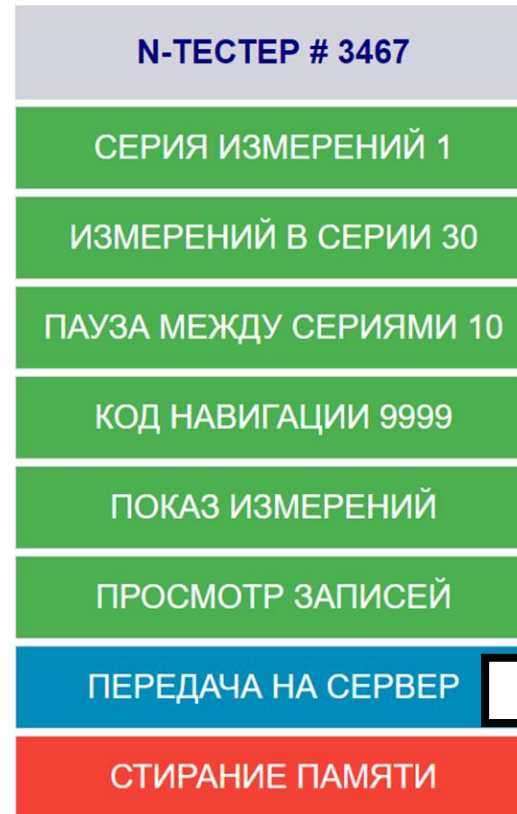 N-ТЕСТЕР # 3467
СЕРИЯ ИЗМЕРЕНИЙ 1
ИЗМЕРЕНИЙ В СЕРИИ 30
ПАУЗА МЕЖДУ СЕРИЯМИ 10
КОД НАВИГАЦИИ 9999
ПОКАЗ ИЗМЕРЕНИЙ
ПРОСМОТР ЗАПИСЕЙ
ПЕРЕДАЧА НА СЕРВЕР
СТИРАНИЕ ПАМЯТИ